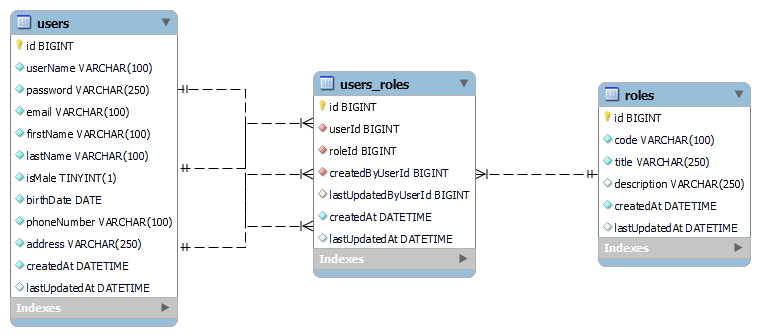 users
id BIGINT
userName VARCHAR(100)
password VARCHAR(250)
email VARCHAR(100)
firstName VARCHAR(100)
lastName VARCHAR(100)
isMale TINYINT(1)
birthDate DATE
phoneNumber VARCHAR(100)
address VARCHAR(250)
createdAt DATETIME
lastUpdatedAt DATETIME
Indexes
users_roles
id BIGINT
userId BIGINT
roleId BIGINT
createdByUserId BIGINT
lastUpdatedByUserId BIGINT
createdAt DATETIME
lastUpdatedAt DATETIME
Indexes
roles
id BIGINT
code VARCHAR(100)
title VARCHAR(250)
description VARCHAR(250)
createdAt DATETIME
lastUpdatedAt DATETIME
Indexes